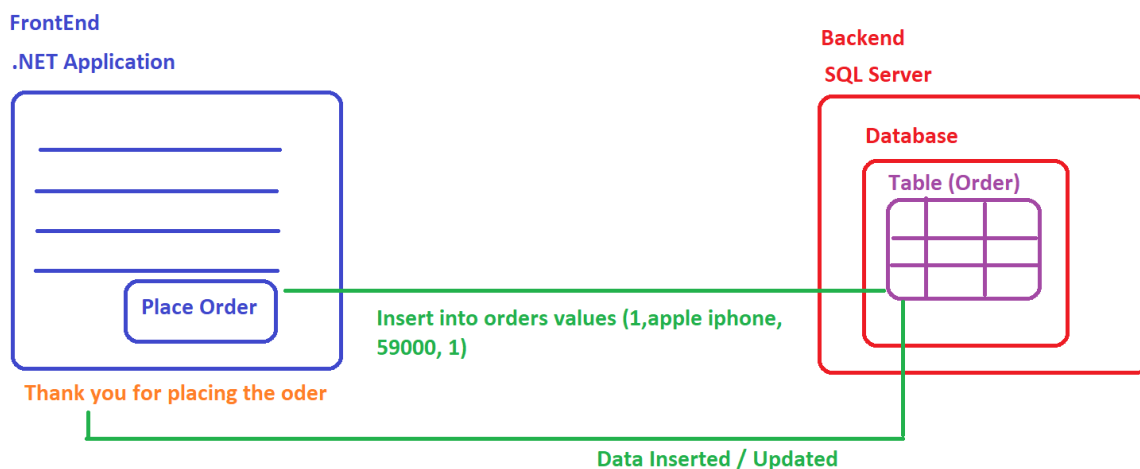 FrontEnd
.NET Application
Backend
SQL Server
Database
Table (Order)
Place Order
Insert into orders values (1,apple iphone,
59000, 1)
Thank you for placing the oder
Data Inserted / Updated